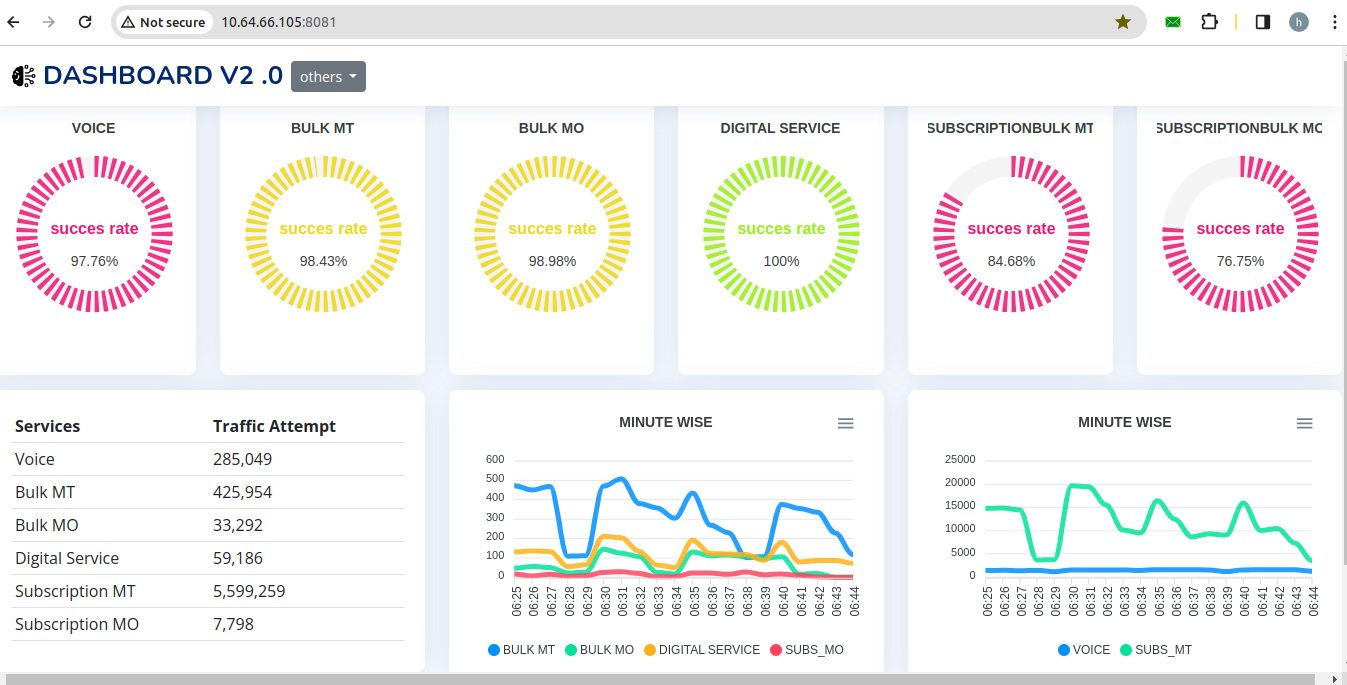 Not secure 10.64.66.105:8081 h
DASHBOARD V2 .0 others
VOICE BULK MT BULK MO DIGITAL SERVICE SUBSCRIPTIONBULK MT SUBSCRIPTIONBULK MO
succes rate succes rate succes rate succes rate succes rate succes rate
97.76% 98.43% 98.98% 100% 84.68% 76.75%
Services Traffic Attempt
Voice 285,049
Bulk MT 425,954
Bulk MO 33,292
Digital Service 59,186
Subscription MT 5,599,259
Subscription MO 7,798
MINUTE WISE
600
500
400
300
200
100
0
06:25 06:26 06:27 06:28 06:29 06:30 06:31 06:32 06:33 06:34 06:35 06:36 06:37 06:38 06:39 06:40 06:41 06:42 06:43 06:44
BULK MT BULK MO DIGITAL SERVICE SUBS_MO
MINUTE WISE
25000
20000
15000
10000
5000
0
06:25 06:26 06:27 06:28 06:29 06:30 06:31 06:32 06:33 06:34 06:35 06:36 06:37 06:38 06:39 06:40 06:41 06:42 06:43 06:44
VOICE SUBS_MT